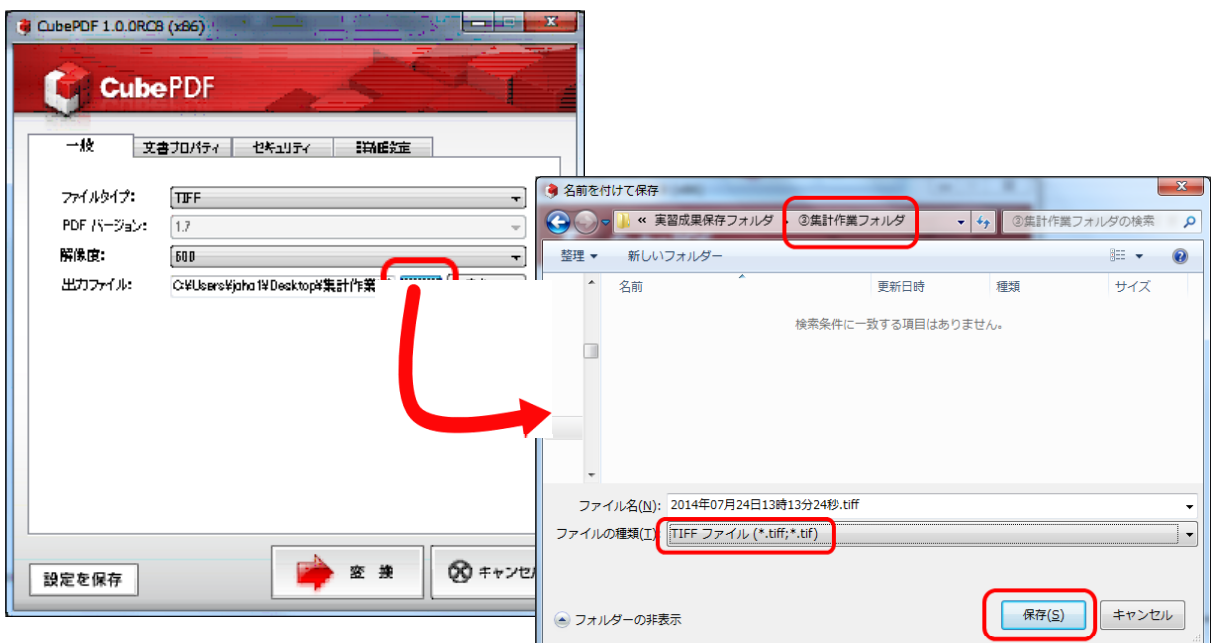 CubePDF 1.0.0RC8 (x86)
CubePDF
一般
文書プロパティ
セキュリティ
詳細設定
ファイルタイプ:
TIFF
PDF バージョン:
1.7
解像度:
600
出力ファイル:
C:¥Users¥jaha1¥Desktop¥集計作業
設定を保存
変 換
キャンセル
名前を付けて保存
« 実習成果保存フォルダ
③集計作業フォルダ
③集計作業フォルダの検索
整理
新しいフォルダー
名前
更新日時
種類
サイズ
検索条件に一致する項目はありません。
ファイル名(N):
2014年07月24日13時13分24秒.tiff
ファイルの種類(T):
TIFF ファイル (*.tiff;*.tif)
フォルダーの非表示
保存(S)
キャンセル